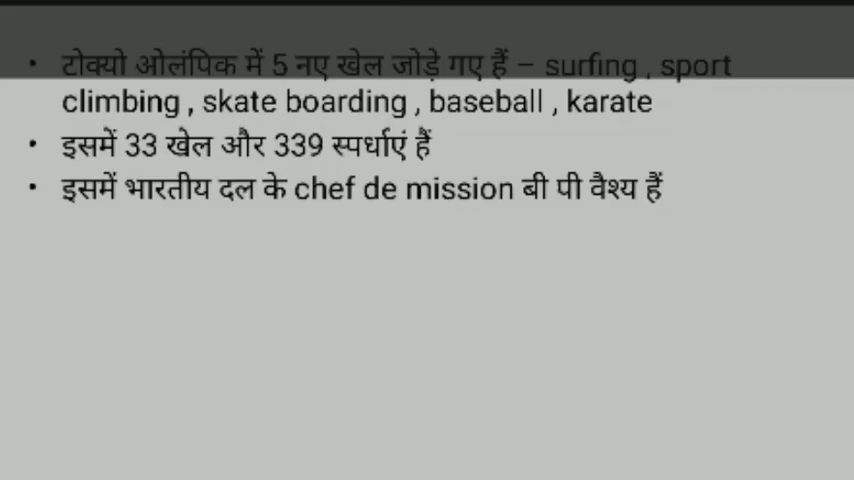 • टोक्यो ओलंपिक में 5 नए खेल जोड़े गए हैं – surfing , sport
climbing , skate boarding , baseball , karate
• इसमें 33 खेल और 339 स्पर्धाएं हैं
• इसमें भारतीय दल के chef de mission बी पी वैश्य हैं